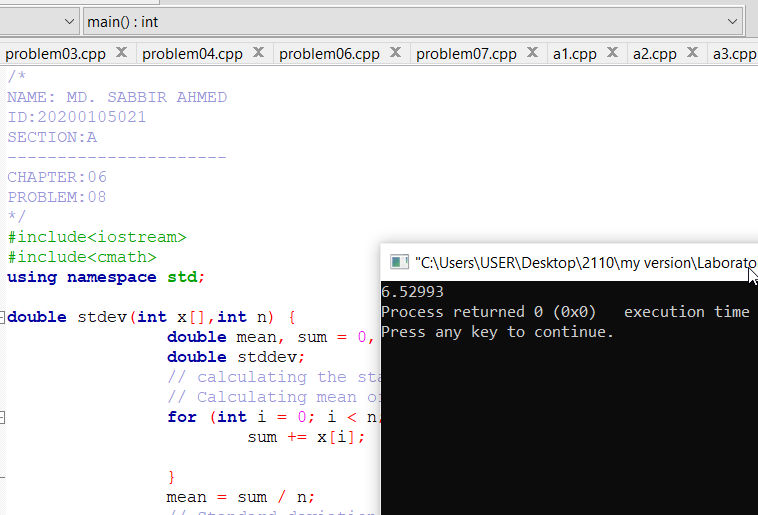 main() : int
problem03.cpp problem04.cpp problem06.cpp problem07.cpp a1.cpp a2.cpp a3.cpp
/*
NAME: MD. SABBIR AHMED
ID:20200105021
SECTION:A
----------------------
CHAPTER:06
PROBLEM:08
*/
#include<iostream>
#include<cmath>
using namespace std;
double stdev(int x[],int n) {
double mean, sum = 0,
double stddev;
// calculating the
// Calculating mean
for (int i = 0; i < n;
sum += x[i];
}
mean = sum / n;
// Standard deviation
"C:\Users\USER\Desktop\2110\my version\Laborato
6.52993
Process returned 0 (0x0) execution time
Press any key to continue.